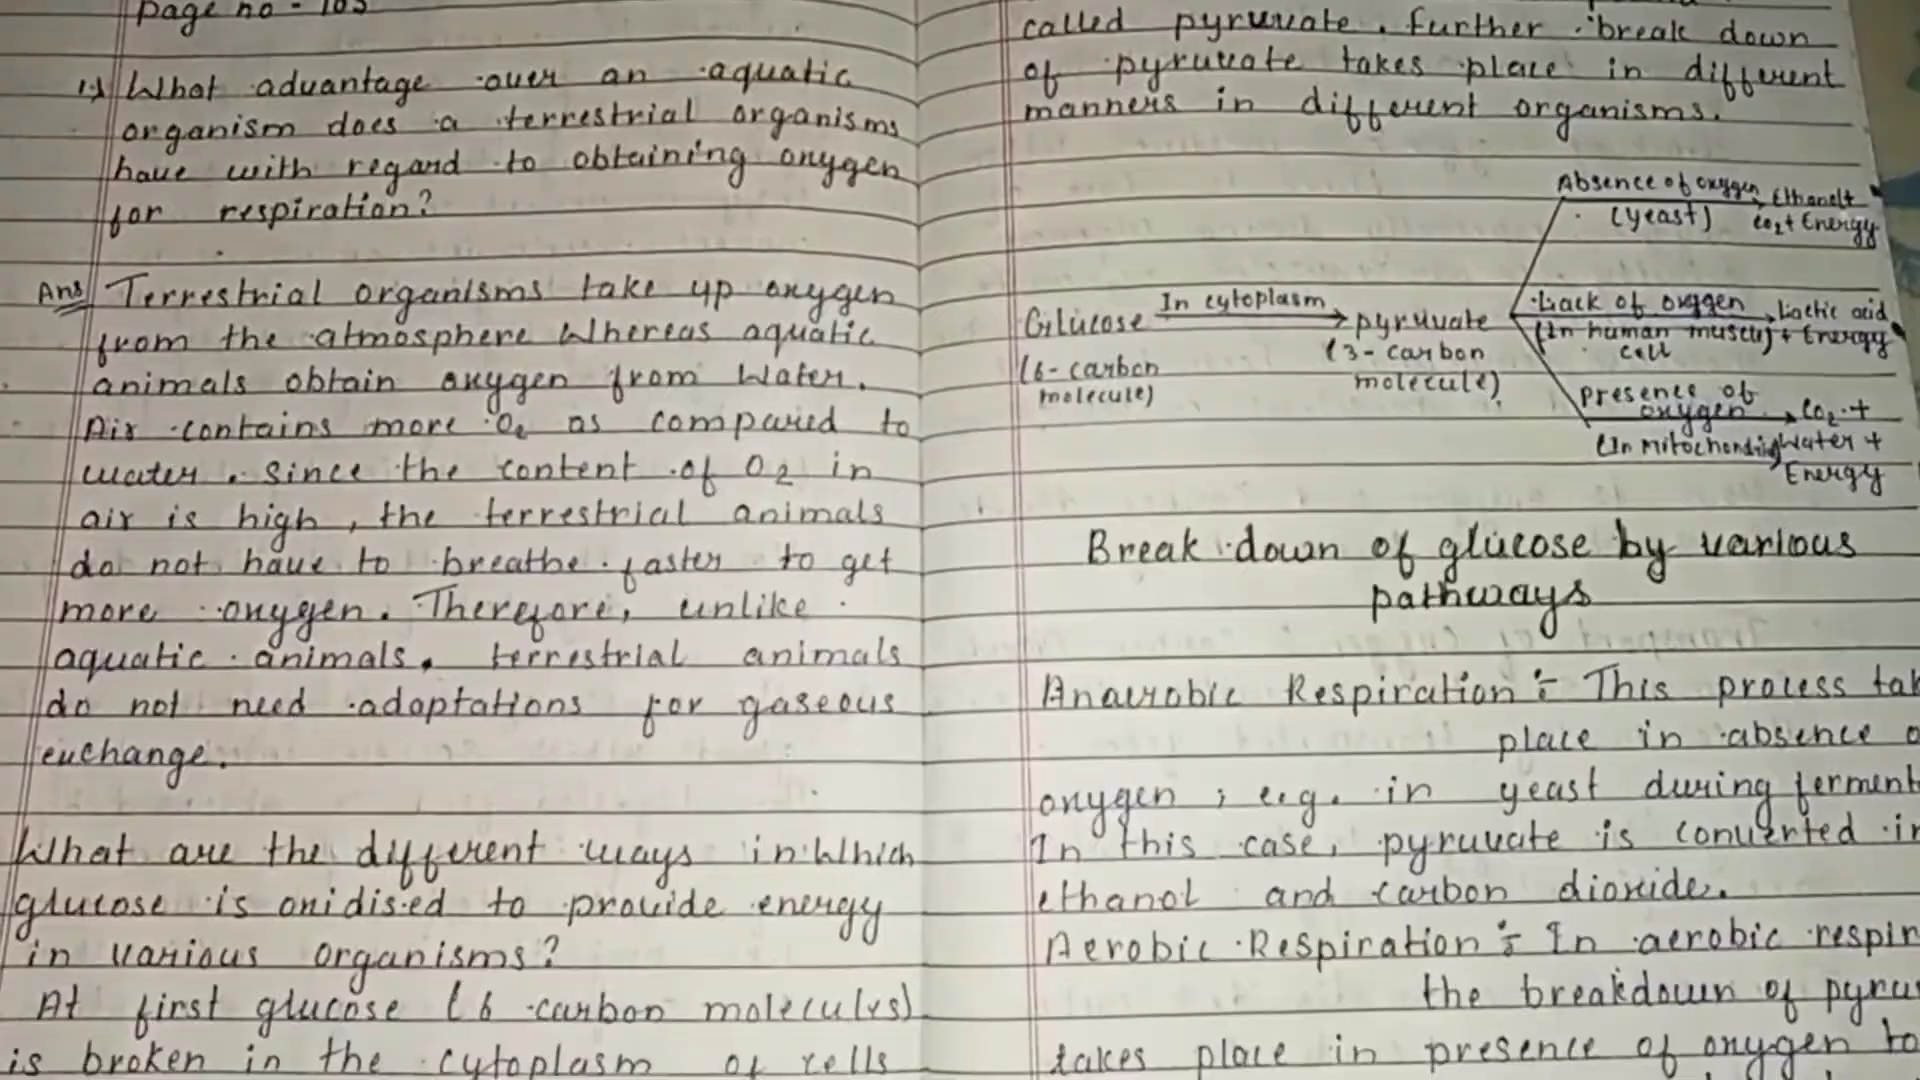 Page no - 105
1) What advantage over an aquatic
organism does a terrestrial organisms
have with regard to obtaining oxygen
for respiration?
Ans Terrestrial organisms take up oxygen
from the atmosphere whereas aquatic
animals obtain oxygen from water.
Air contains more O2 as compared to
water. Since the content of O2 in
air is high, the terrestrial animals
do not have to breathe faster to get
more oxygen. Therefore, unlike
aquatic animals, terrestrial animals
do not need adaptations for gaseous
exchange.
What are the different ways in which
glucose is oxidised to provide energy
in various organisms?
At first glucose (6 carbon molecules)
is broken in the cytoplasm of cells
called pyruvate. Further break down
of pyruvate takes place in different
manners in different organisms.
Absence of oxygen Ethanol+
(yeast) CO2+ Energy
Glucose In cytoplasm pyruvate
(6-carbon molecule)
(3-carbon molecule)
Lack of oxygen Lactic acid
(In human muscle) + Energy
cell
presence of
oxygen CO2 +
(In mitochondria) Water +
Energy
Break down of glucose by various
pathways
Anaerobic Respiration :- This process tak
place in absence o
oxygen ; e.g. in yeast during ferment
In this case, pyruvate is converted in
ethanol and carbon dioxide.
Aerobic Respiration :- In aerobic respir
the breakdown of pyru
takes place in presence of oxygen to